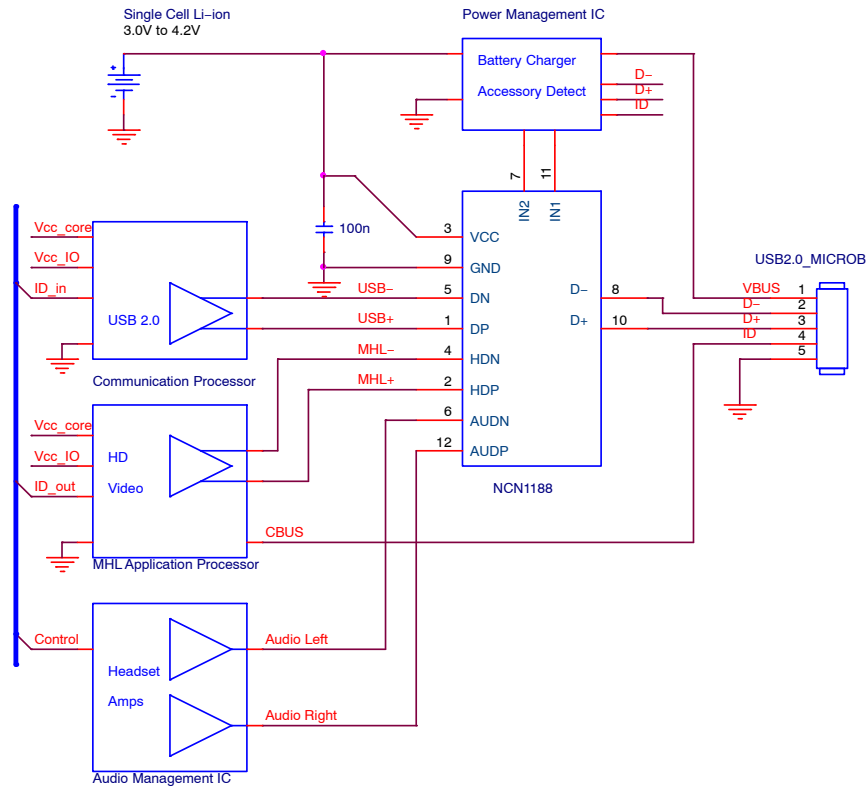 Single Cell Li−ion
3.0V to 4.2V
+
-
Power Management IC
Battery Charger
Accessory Detect
D−
D+
ID
7
11
IN2
IN1
100n
3
VCC
9
GND
5
DN
1
DP
4
HDN
2
HDP
6
AUDN
12
AUDP
D−
8
D+
10
NCN1188
USB2.0_MICROB
VBUS
1
D−
2
D+
3
ID
4
5
Vcc_core
Vcc_IO
ID_in
USB 2.0
USB−
USB+
Communication Processor
MHL−
MHL+
Vcc_core
Vcc_IO
ID_out
HD
Video
CBUS
MHL Application Processor
Control
Headset
Amps
Audio Left
Audio Right
Audio Management IC